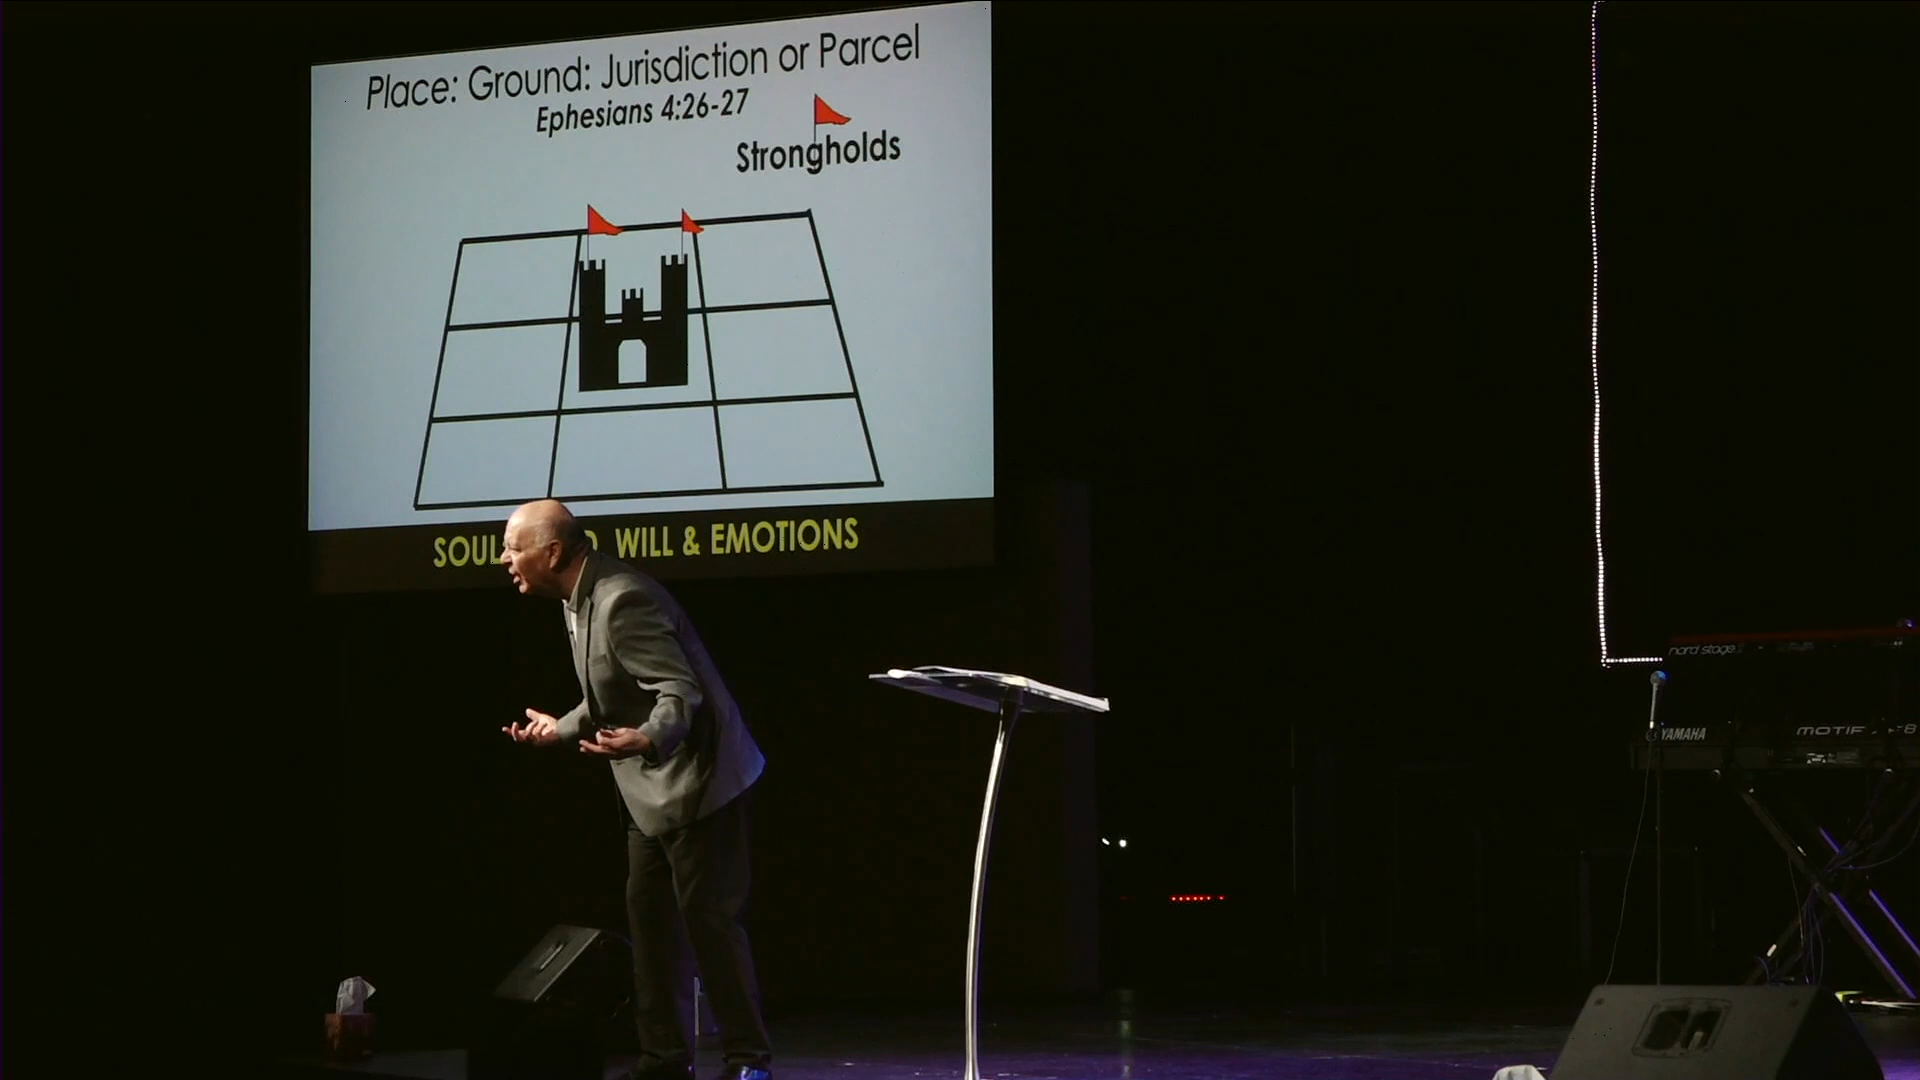 Place: Ground: Jurisdiction or Parcel
Ephesians 4:26-27
Strongholds
SOUL WILL & EMOTIONS
nord stage
YAMAHA
MOTIF